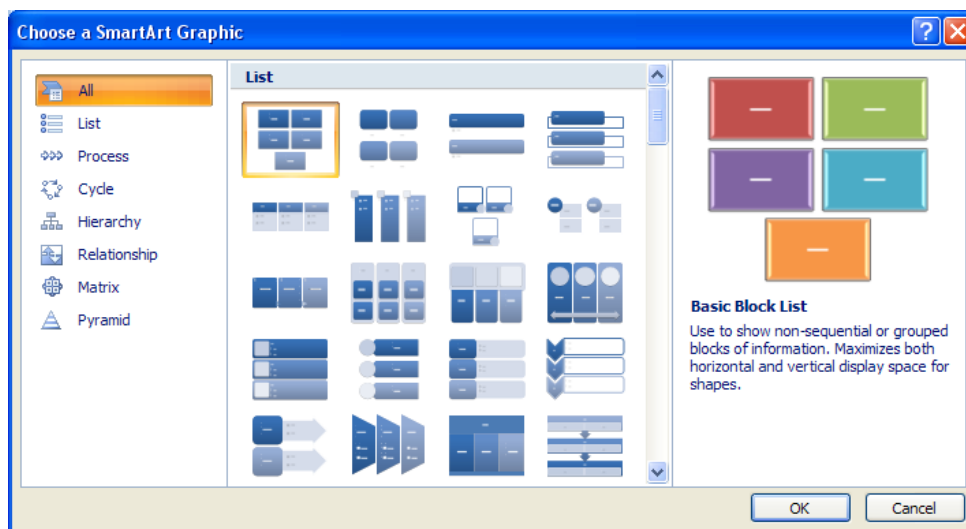 Choose a SmartArt Graphic
All
List
Process
Cycle
Hierarchy
Relationship
Matrix
Pyramid
List
Basic Block List
Use to show non-sequential or grouped
blocks of information. Maximizes both
horizontal and vertical display space for
shapes.
OK
Cancel